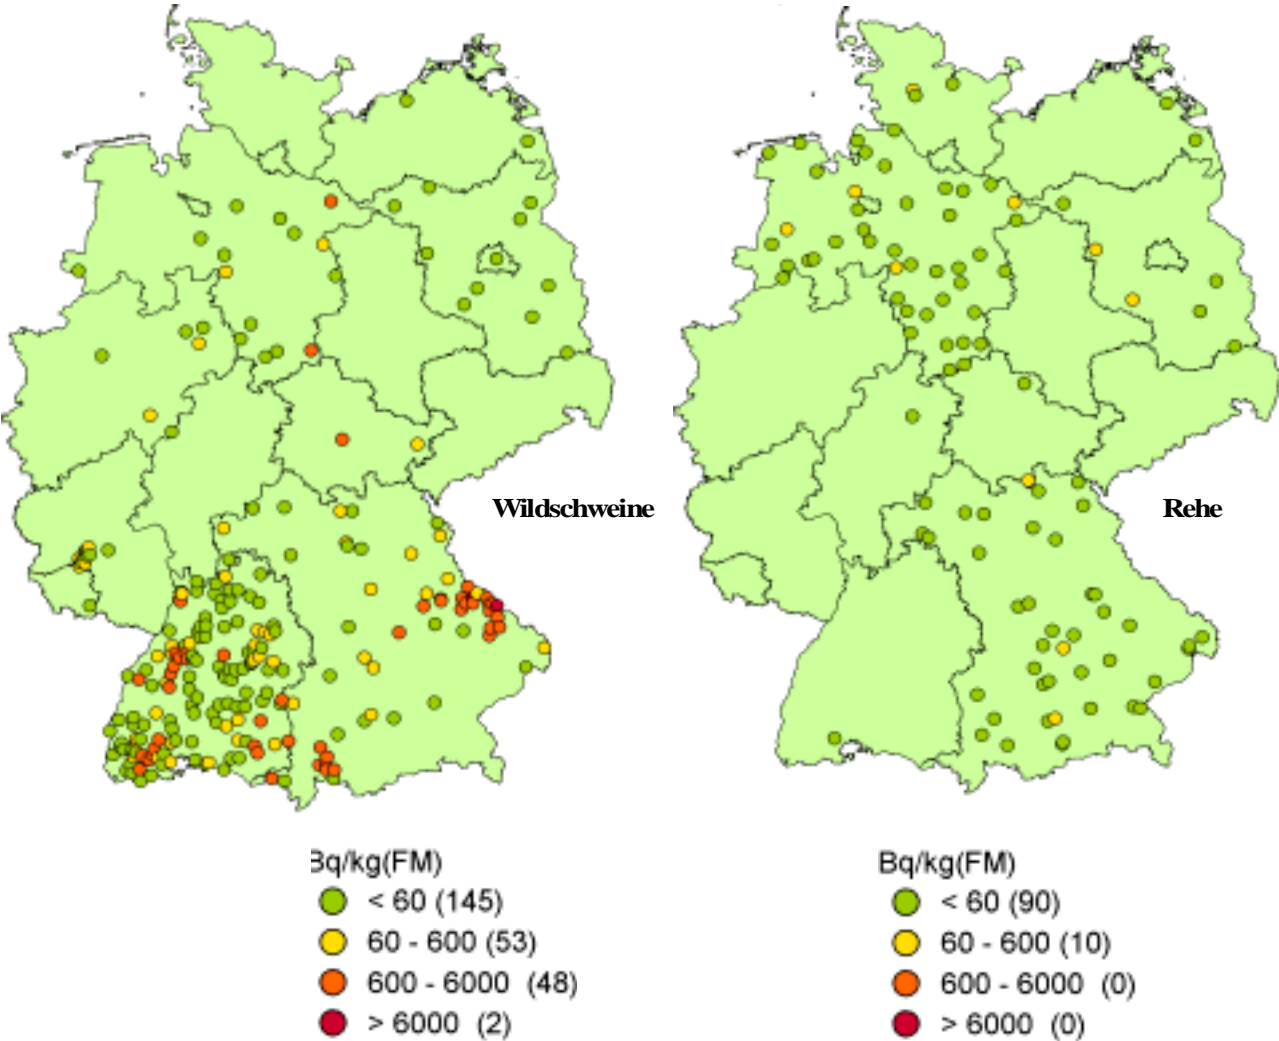 Wildschweine
Rehe
Bq/kg(FM)
< 60 (145)
60 - 600 (53)
600 - 6000 (48)
> 6000 (2)
Bq/kg(FM)
< 60 (90)
60 - 600 (10)
600 - 6000 (0)
> 6000 (0)